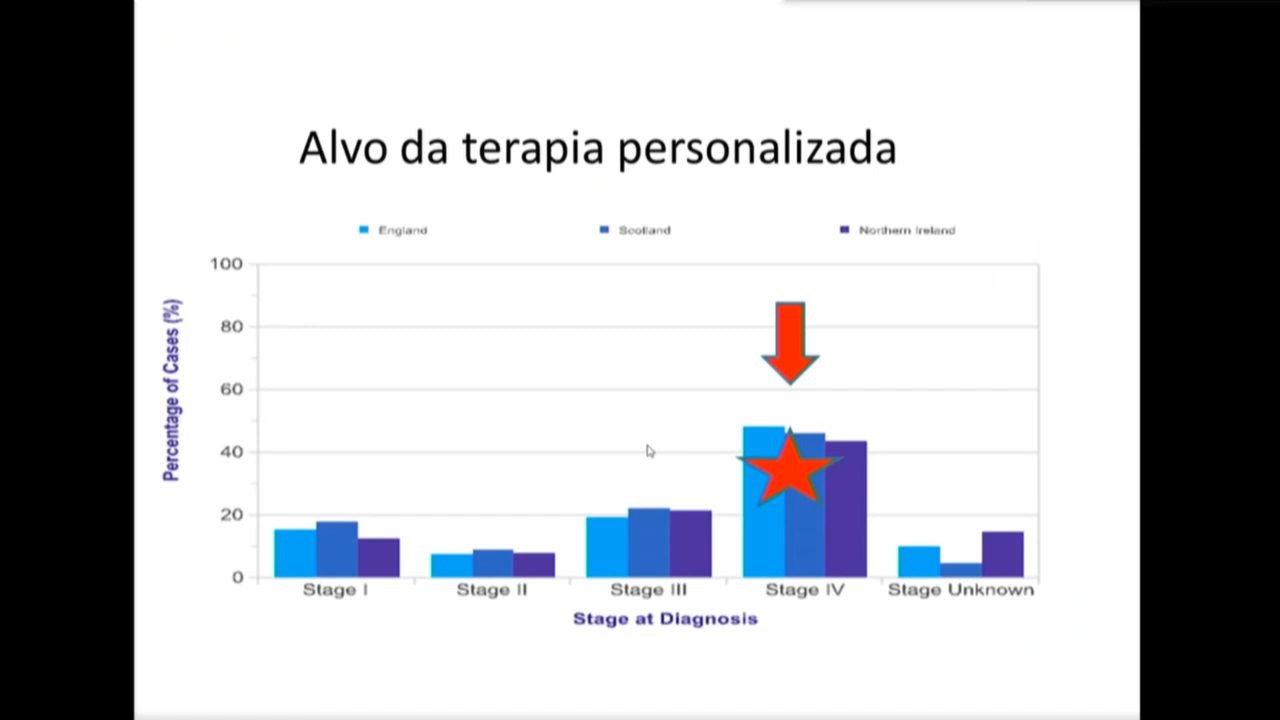 Alvo da terapia personalizada
England Scotland Northern Ireland
Percentage of Cases (%)
100
80
60
40
20
0
Stage I Stage II Stage III Stage IV Stage Unknown
Stage at Diagnosis